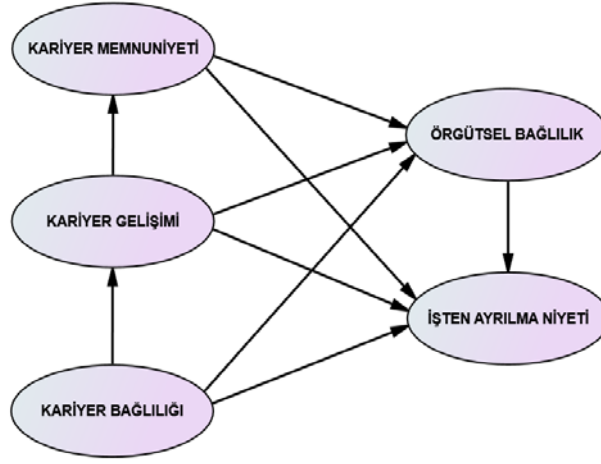 KARİYER MEMNUNİYETİ
ÖRGÜTSEL BAĞLILIK
KARİYER GELİŞİMİ
İŞTEN AYRILMA NİYETİ
KARİYER BAĞLILIĞI